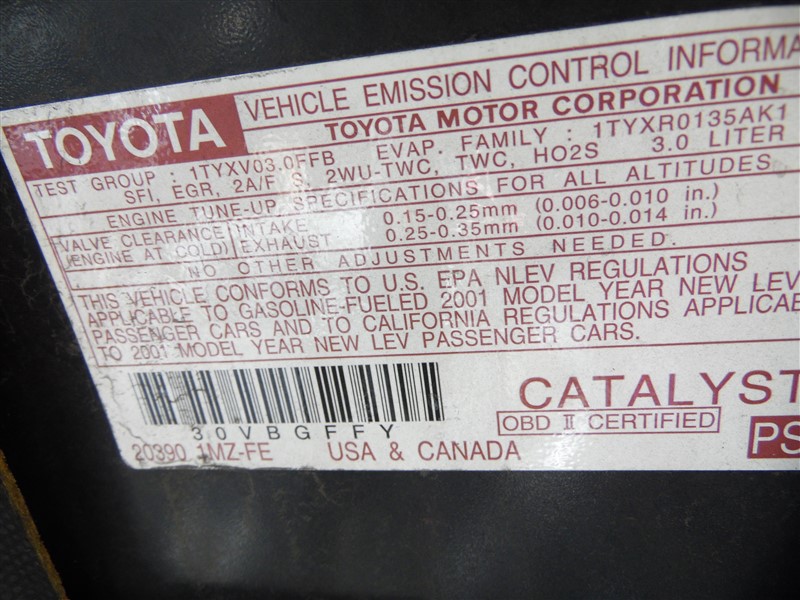 TOYOTA
VEHICLE EMISSION CONTROL INFORMA
TOYOTA MOTOR CORPORATION
TEST GROUP : 1TYXV03.0FFB EVAP. FAMILY : 1TYXR0135AK1
SFI, EGR, 2A/F S, 2WU-TWC, TWC, HO2S 3.0 LITER
ENGINE TUNE-UP SPECIFICATIONS FOR ALL ALTITUDES
VALVE CLEARANCE INTAKE 0.15-0.25mm (0.006-0.010 in.)
(ENGINE AT COLD) EXHAUST 0.25-0.35mm (0.010-0.014 in.)
NO OTHER ADJUSTMENTS NEEDED.
THIS VEHICLE CONFORMS TO U.S. EPA NLEV REGULATIONS
APPLICABLE TO GASOLINE-FUELED 2001 MODEL YEAR NEW LEV
PASSENGER CARS AND TO CALIFORNIA REGULATIONS APPLICAB
TO 2001 MODEL YEAR NEW LEV PASSENGER CARS.
CATALYST
30VBGFFY
OBD II CERTIFIED
PS
20390 1MZ-FE USA & CANADA